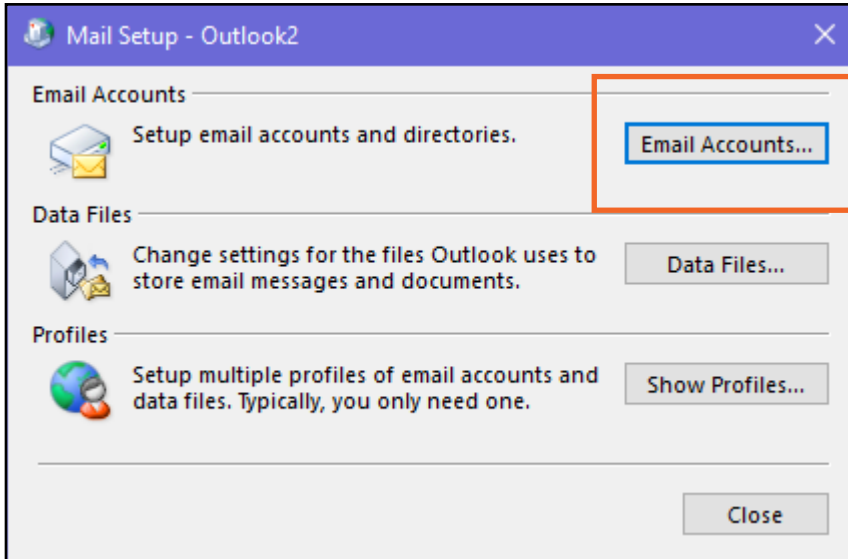 Mail Setup - Outlook2
Email Accounts
Setup email accounts and directories.
Email Accounts...
Data Files
Change settings for the files Outlook uses to
store email messages and documents.
Data Files...
Profiles
Setup multiple profiles of email accounts and
data files. Typically, you only need one.
Show Profiles...
Close